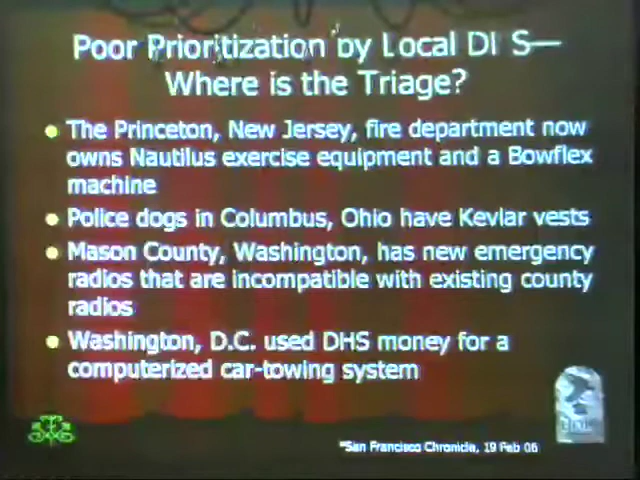 Poor Prioritization by Local DI S—
Where is the Triage?
The Princeton, New Jersey, fire department now
owns Nautilus exercise equipment and a Bowflex
machine
Police dogs in Columbus, Ohio have Kevlar vests
Mason County, Washington, has new emergency
radios that are incompatible with existing county
radios
Washington, D.C. used DHS money for a
computerized car-towing system
*San Francisco Chronicle, 19 Feb 06